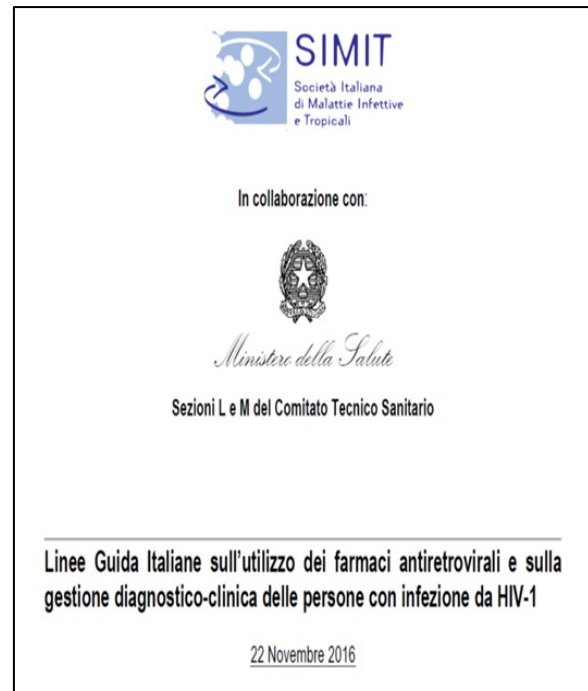 SIMIT
Società Italiana
di Malattie Infettive
e Tropicali
In collaborazione con:
Ministero della Salute
Sezioni L e M del Comitato Tecnico Sanitario
Linee Guida Italiane sull'utilizzo dei farmaci antiretrovirali e sulla
gestione diagnostico-clinica delle persone con infezione da HIV-1
22 Novembre 2016